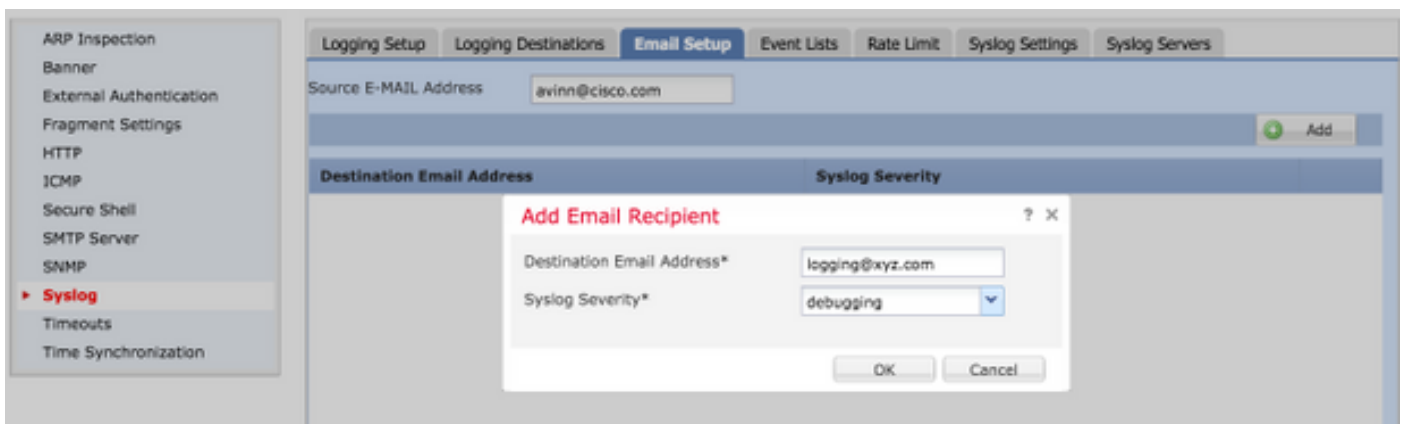 ARP Inspection
Banner
External Authentication
Fragment Settings
HTTP
ICMP
Secure Shell
SMTP Server
SNMP
Syslog
Timeouts
Time Synchronization
Logging Setup Logging Destinations Email Setup Event Lists Rate Limit Syslog Settings Syslog Servers
Source E-MAIL Address avinn@cisco.com
Add
Destination Email Address Syslog Severity
Add Email Recipient ?
Destination Email Address* logging@xyz.com
Syslog Severity* debugging
OK Cancel